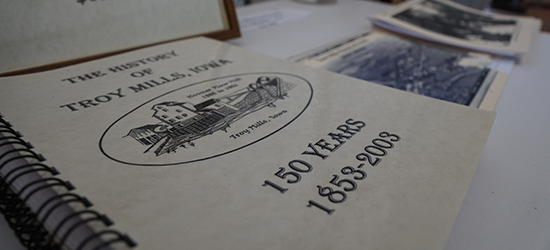 THE HISTORY
OF
TROY MILLS, IOWA
Troy Mills, Iowa
150 YEARS
1853-2003